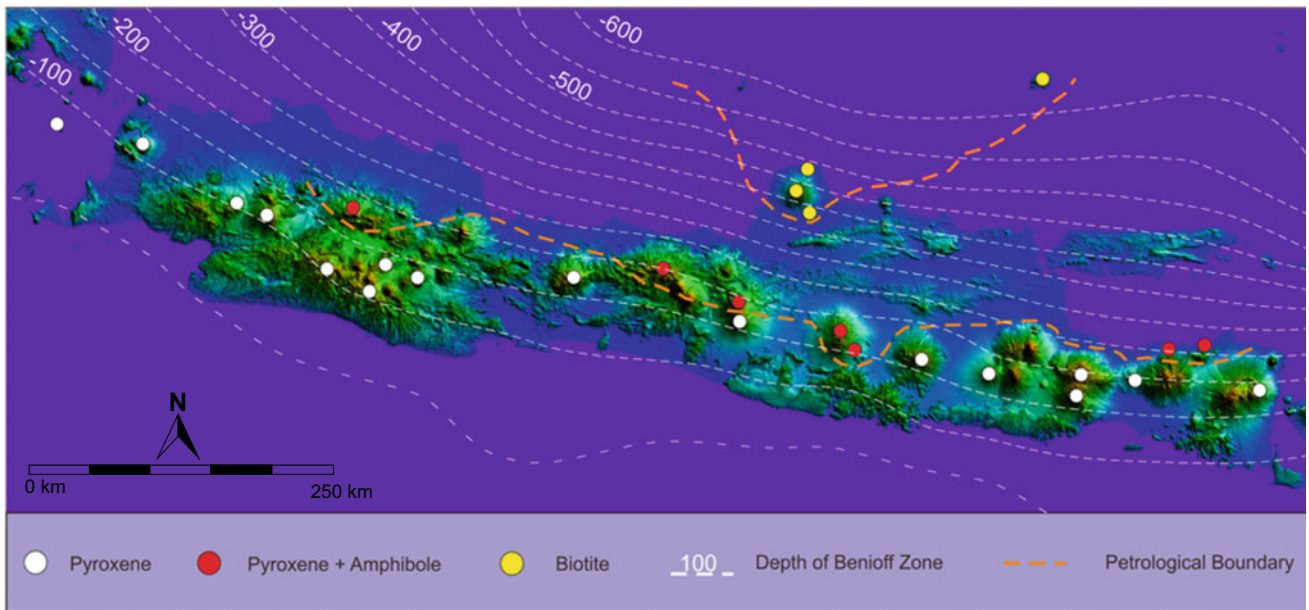 -600
-400
-300
-200
-100
-500
N
0 km
250 km
Pyroxene
Pyroxene + Amphibole
Biotite
100
Depth of Benioff Zone
Petrological Boundary